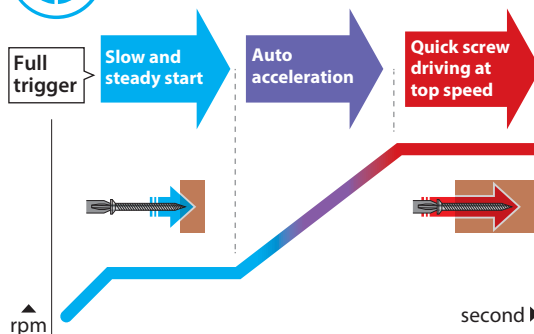 Full
trigger
Slow and
steady start
Auto
acceleration
Quick screw
driving at
top speed
rpm
second